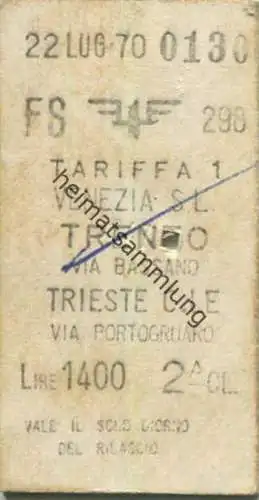 22 LUG·70 0130
FS 298
TARIFFA 1
VENEZIA S.L.
TRENTO
VIA BASSANO
TRIESTE C.LE
VIA PORTOGRUARO
LIRE 1400 2ᴬ CL.
VALE IL SOLO GIORNO
DEL RILASCIO
heimatsammlung